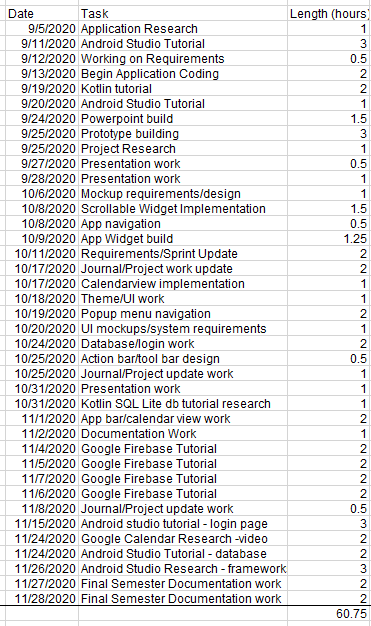 Date Task Length (hours
9/5/2020 Application Research 1
9/11/2020 Android Studio Tutorial 3
9/12/2020 Working on Requirements 0.5
9/13/2020 Begin Application Coding 2
9/19/2020 Kotlin tutorial 2
9/20/2020 Android Studio Tutorial 1
9/24/2020 Powerpoint build 1.5
9/25/2020 Prototype building 3
9/25/2020 Project Research 1
9/27/2020 Presentation work 0.5
9/28/2020 Presentation work 1
10/6/2020 Mockup requirements/design 1
10/8/2020 Scrollable Widget Implementation 1.5
10/8/2020 App navigation 0.5
10/9/2020 App Widget build 1.25
10/11/2020 Requirements/Sprint Update 2
10/17/2020 Journal/Project work update 2
10/17/2020 Calendarview implementation 1
10/18/2020 Theme/UI work 1
10/19/2020 Popup menu navigation 2
10/20/2020 UI mockups/system requirements 1
10/24/2020 Database/login work 2
10/25/2020 Action bar/tool bar design 0.5
10/25/2020 Journal/Project update work 1
10/31/2020 Presentation work 1
10/31/2020 Kotlin SQL Lite db tutorial research 1
11/1/2020 App bar/calendar view work 2
11/2/2020 Documentation Work 1
11/4/2020 Google Firebase Tutorial 2
11/5/2020 Google Firebase Tutorial 2
11/7/2020 Google Firebase Tutorial 2
11/6/2020 Google Firebase Tutorial 2
11/8/2020 Journal/Project update work 0.5
11/15/2020 Android studio tutorial - login page 3
11/24/2020 Google Calendar Research -video 2
11/24/2020 Android Studio Tutorial - database 2
11/26/2020 Android Studio Research - framework 3
11/27/2020 Final Semester Documentation work 2
11/28/2020 Final Semester Documentation work 2
60.75